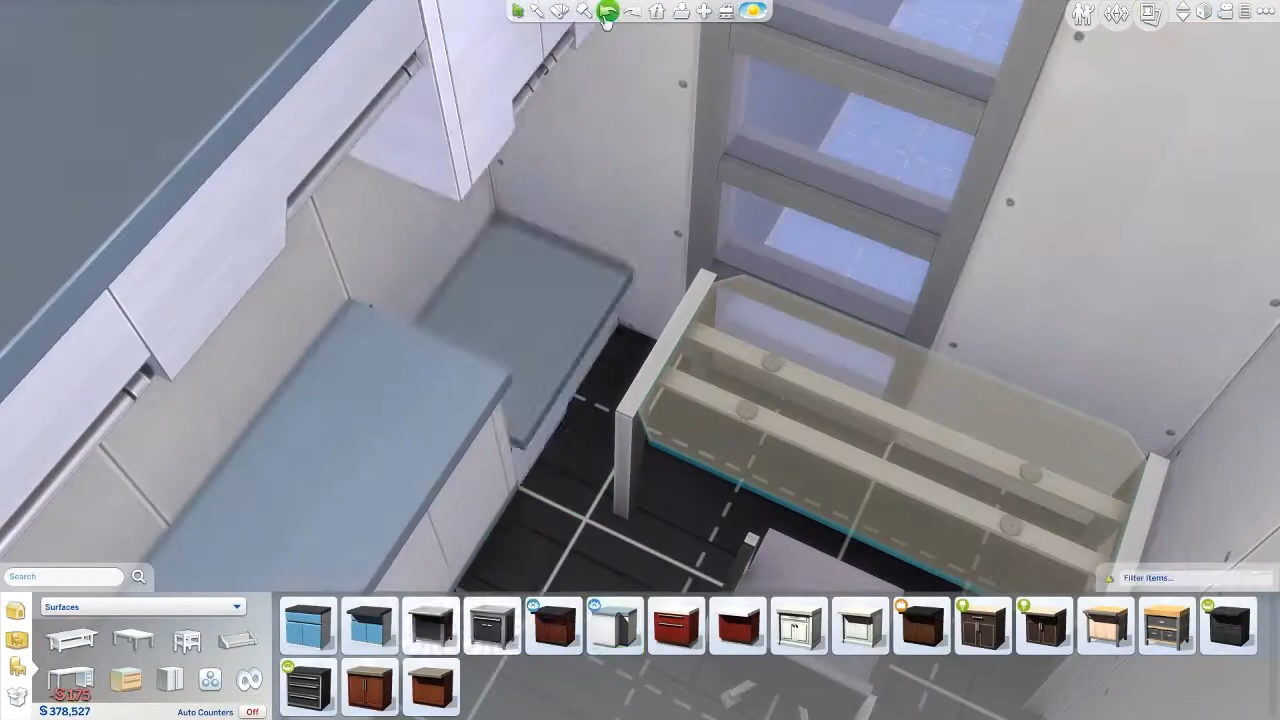 Search
Filter Items...
Surfaces
-§175
§378,527
Auto Counters
Off